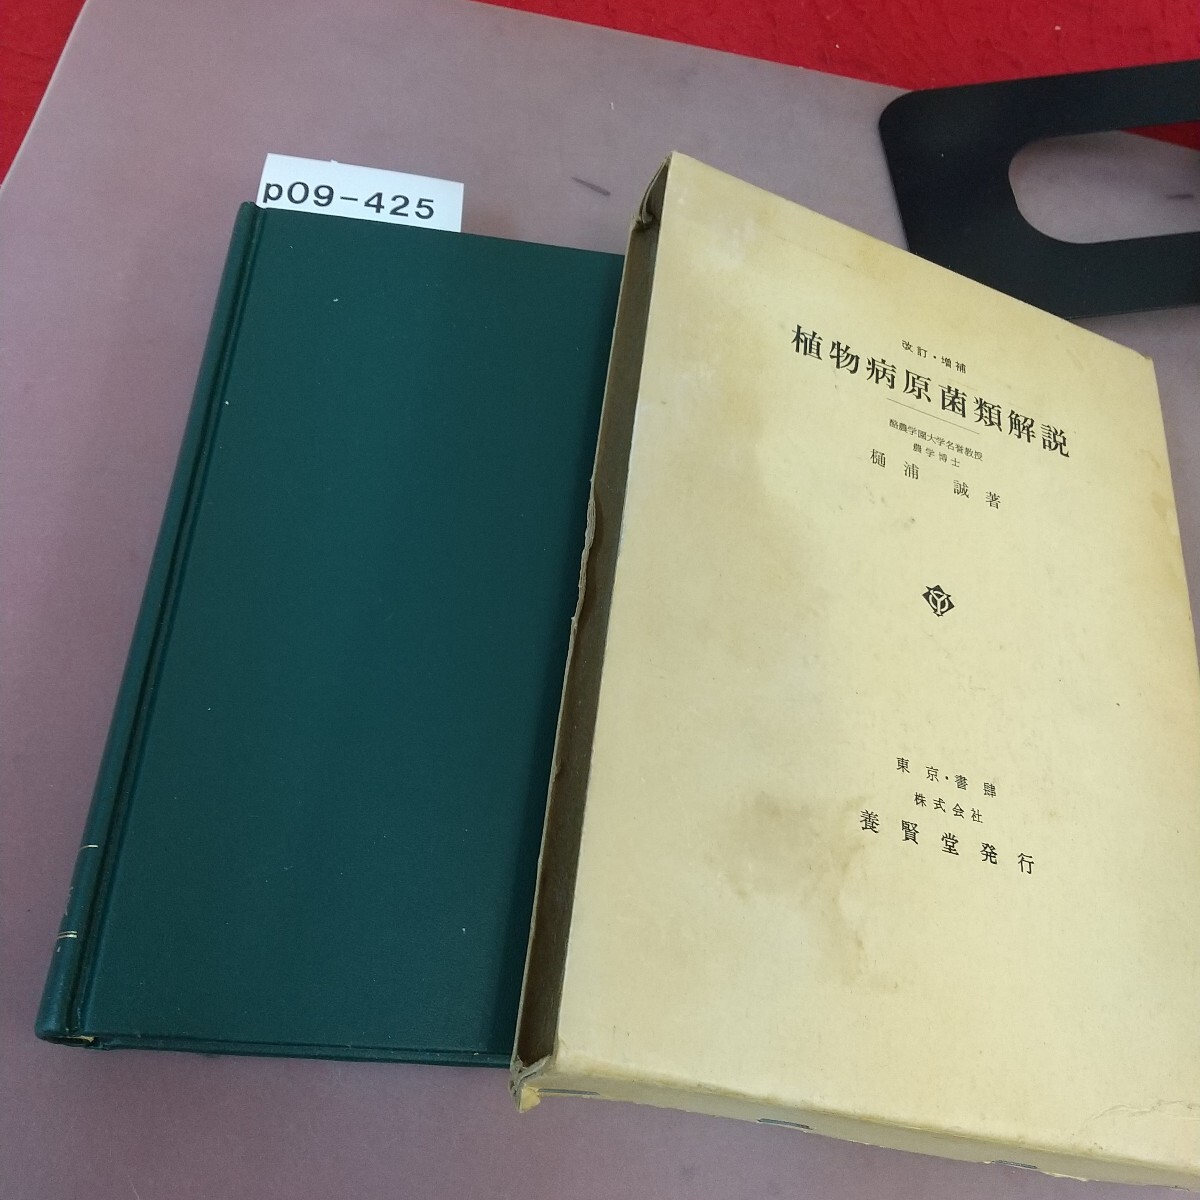 p09-425
改訂・増補
植物病原菌類解説
酪農学園大学名誉教授
農学博士
樋浦 誠著
東京・書肆
株式会社
養賢堂発行